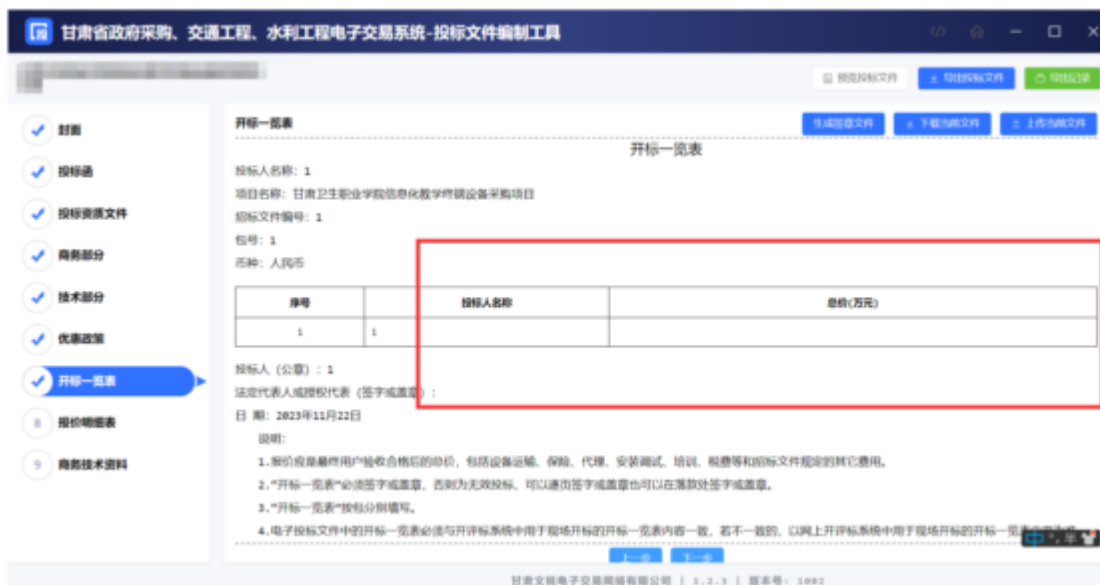 甘肃省政府采购、交通工程、水利工程电子交易系统-投标文件编制工具
预览投标文件
导出投标文件
导出记录
封面
投标函
投标资质文件
商务部分
技术部分
优惠政策
开标一览表
8 报价明细表
9 商务技术资料
开标一览表
生成签章文件
下载当前文件
上传当前文件
开标一览表
投标人名称: 1
项目名称: 甘肃卫生职业学院信息化教学终端设备采购项目
招标文件编号: 1
包号: 1
币种: 人民币
序号 投标人名称 总价(万元)
1 1
投标人 (公章) : 1
法定代表人或授权代表 (签字或盖章) :
日 期: 2023年11月22日
说明:
1.报价应是最终用户验收合格后的总价, 包括设备运输、保险、代理、安装调试、培训、税费等和招标文件规定的其它费用。
2."开标一览表"必须签字或盖章, 否则为无效投标, 可以逐页签字或盖章也可以在落款处签字或盖章。
3."开标一览表"按包分别填写。
4.电子投标文件中的开标一览表必须与开评标系统中用于现场开标的开标一览表内容一致, 若不一致的, 以网上开评标系统中用于现场开标的开标一览
中 半
上一步
下一步
甘肃文锐电子交易网络有限公司 | 1.2.3 | 版本号: 1002